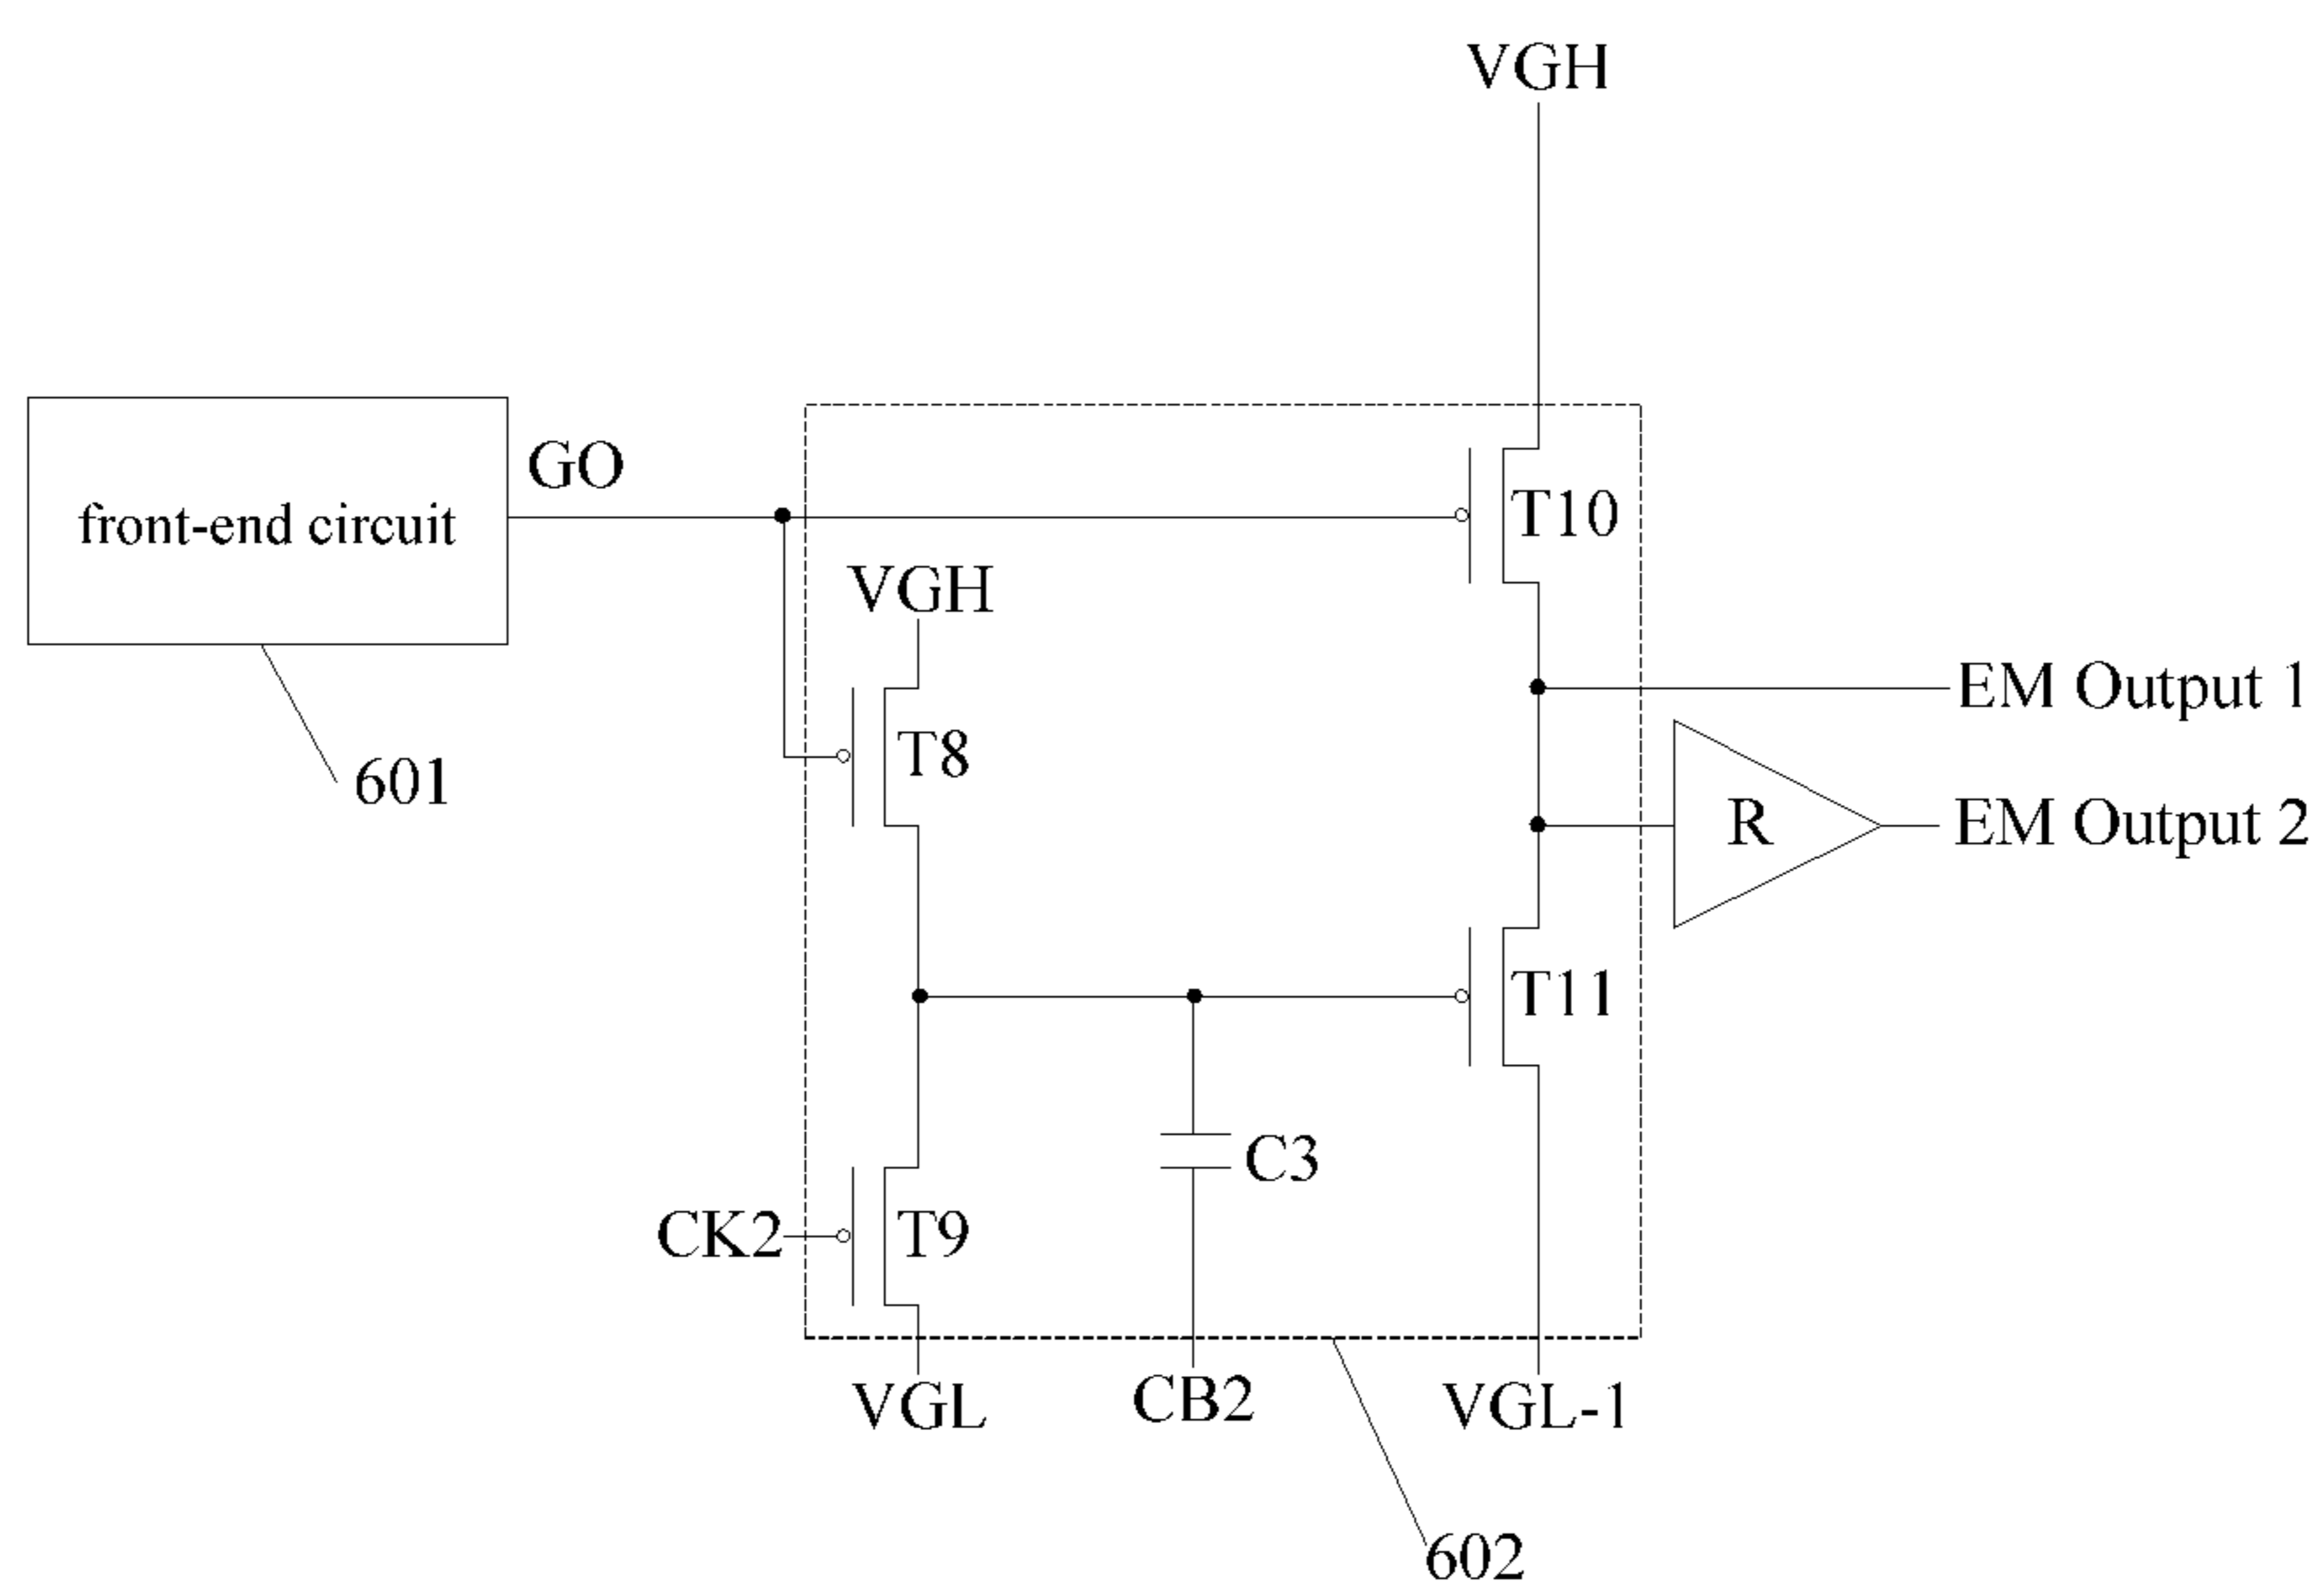 VGH
GO
front-end circuit
T10
VGH
EM Output 1
T8
601
R
EM Output 2
T11
C3
CK2
T9
VGL
CB2
VGL-1
602